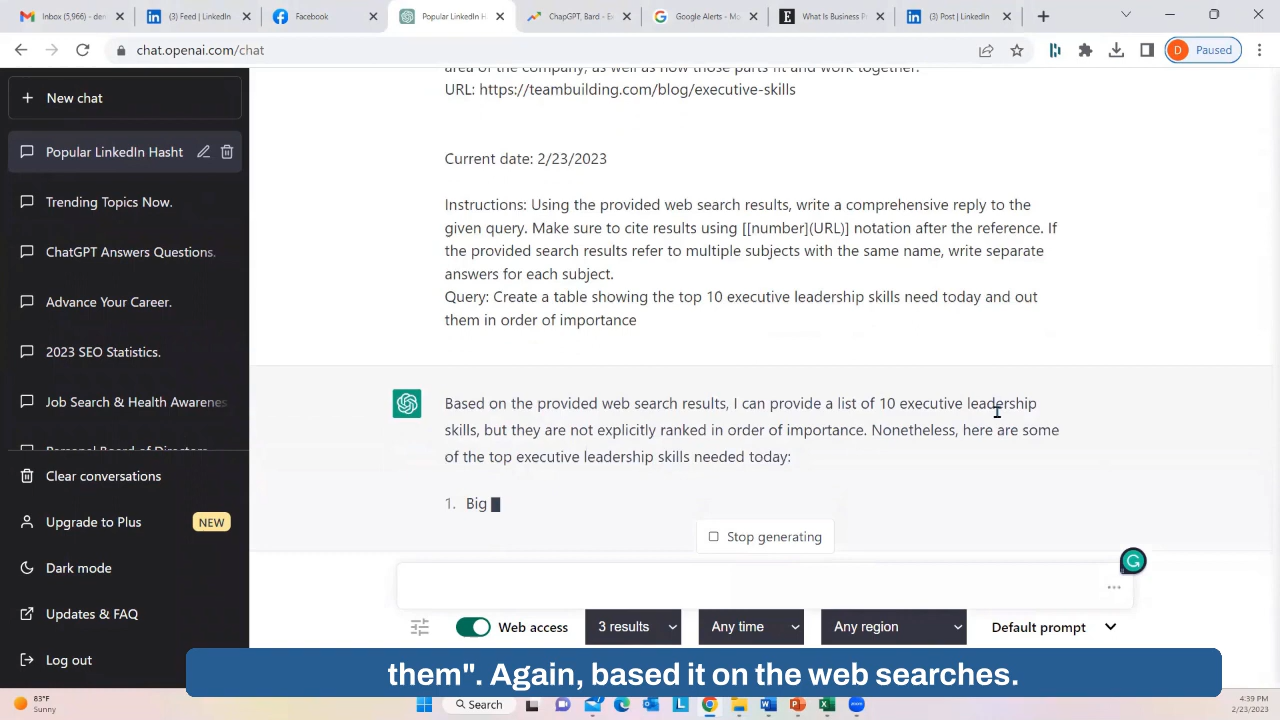 Inbox (5,966) - de
(3) Feed | LinkedIn
Facebook
Popular LinkedIn H
ChapGPT, Bard - E
Google Alerts - Mo
What Is Business P
(3) Post | LinkedIn
chat.openai.com/chat
D Paused
New chat
Popular LinkedIn Hasht
Trending Topics Now.
ChatGPT Answers Questions.
Advance Your Career.
2023 SEO Statistics.
Job Search & Health Awarenes
Personal Board of Directors
Clear conversations
Upgrade to Plus NEW
Dark mode
Updates & FAQ
Log out
area of the company, as well as how those parts fit and work together.
URL: https://teambuilding.com/blog/executive-skills
Current date: 2/23/2023
Instructions: Using the provided web search results, write a comprehensive reply to the
given query. Make sure to cite results using [[number](URL)] notation after the reference. If
the provided search results refer to multiple subjects with the same name, write separate
answers for each subject.
Query: Create a table showing the top 10 executive leadership skills need today and out
them in order of importance
Based on the provided web search results, I can provide a list of 10 executive leadership
skills, but they are not explicitly ranked in order of importance. Nonetheless, here are some
of the top executive leadership skills needed today:
1. Big
Stop generating
Web access
3 results
Any time
Any region
Default prompt
them". Again, based it on the web searches.
83°F
Sunny
Search
4:39 PM
2/23/2023